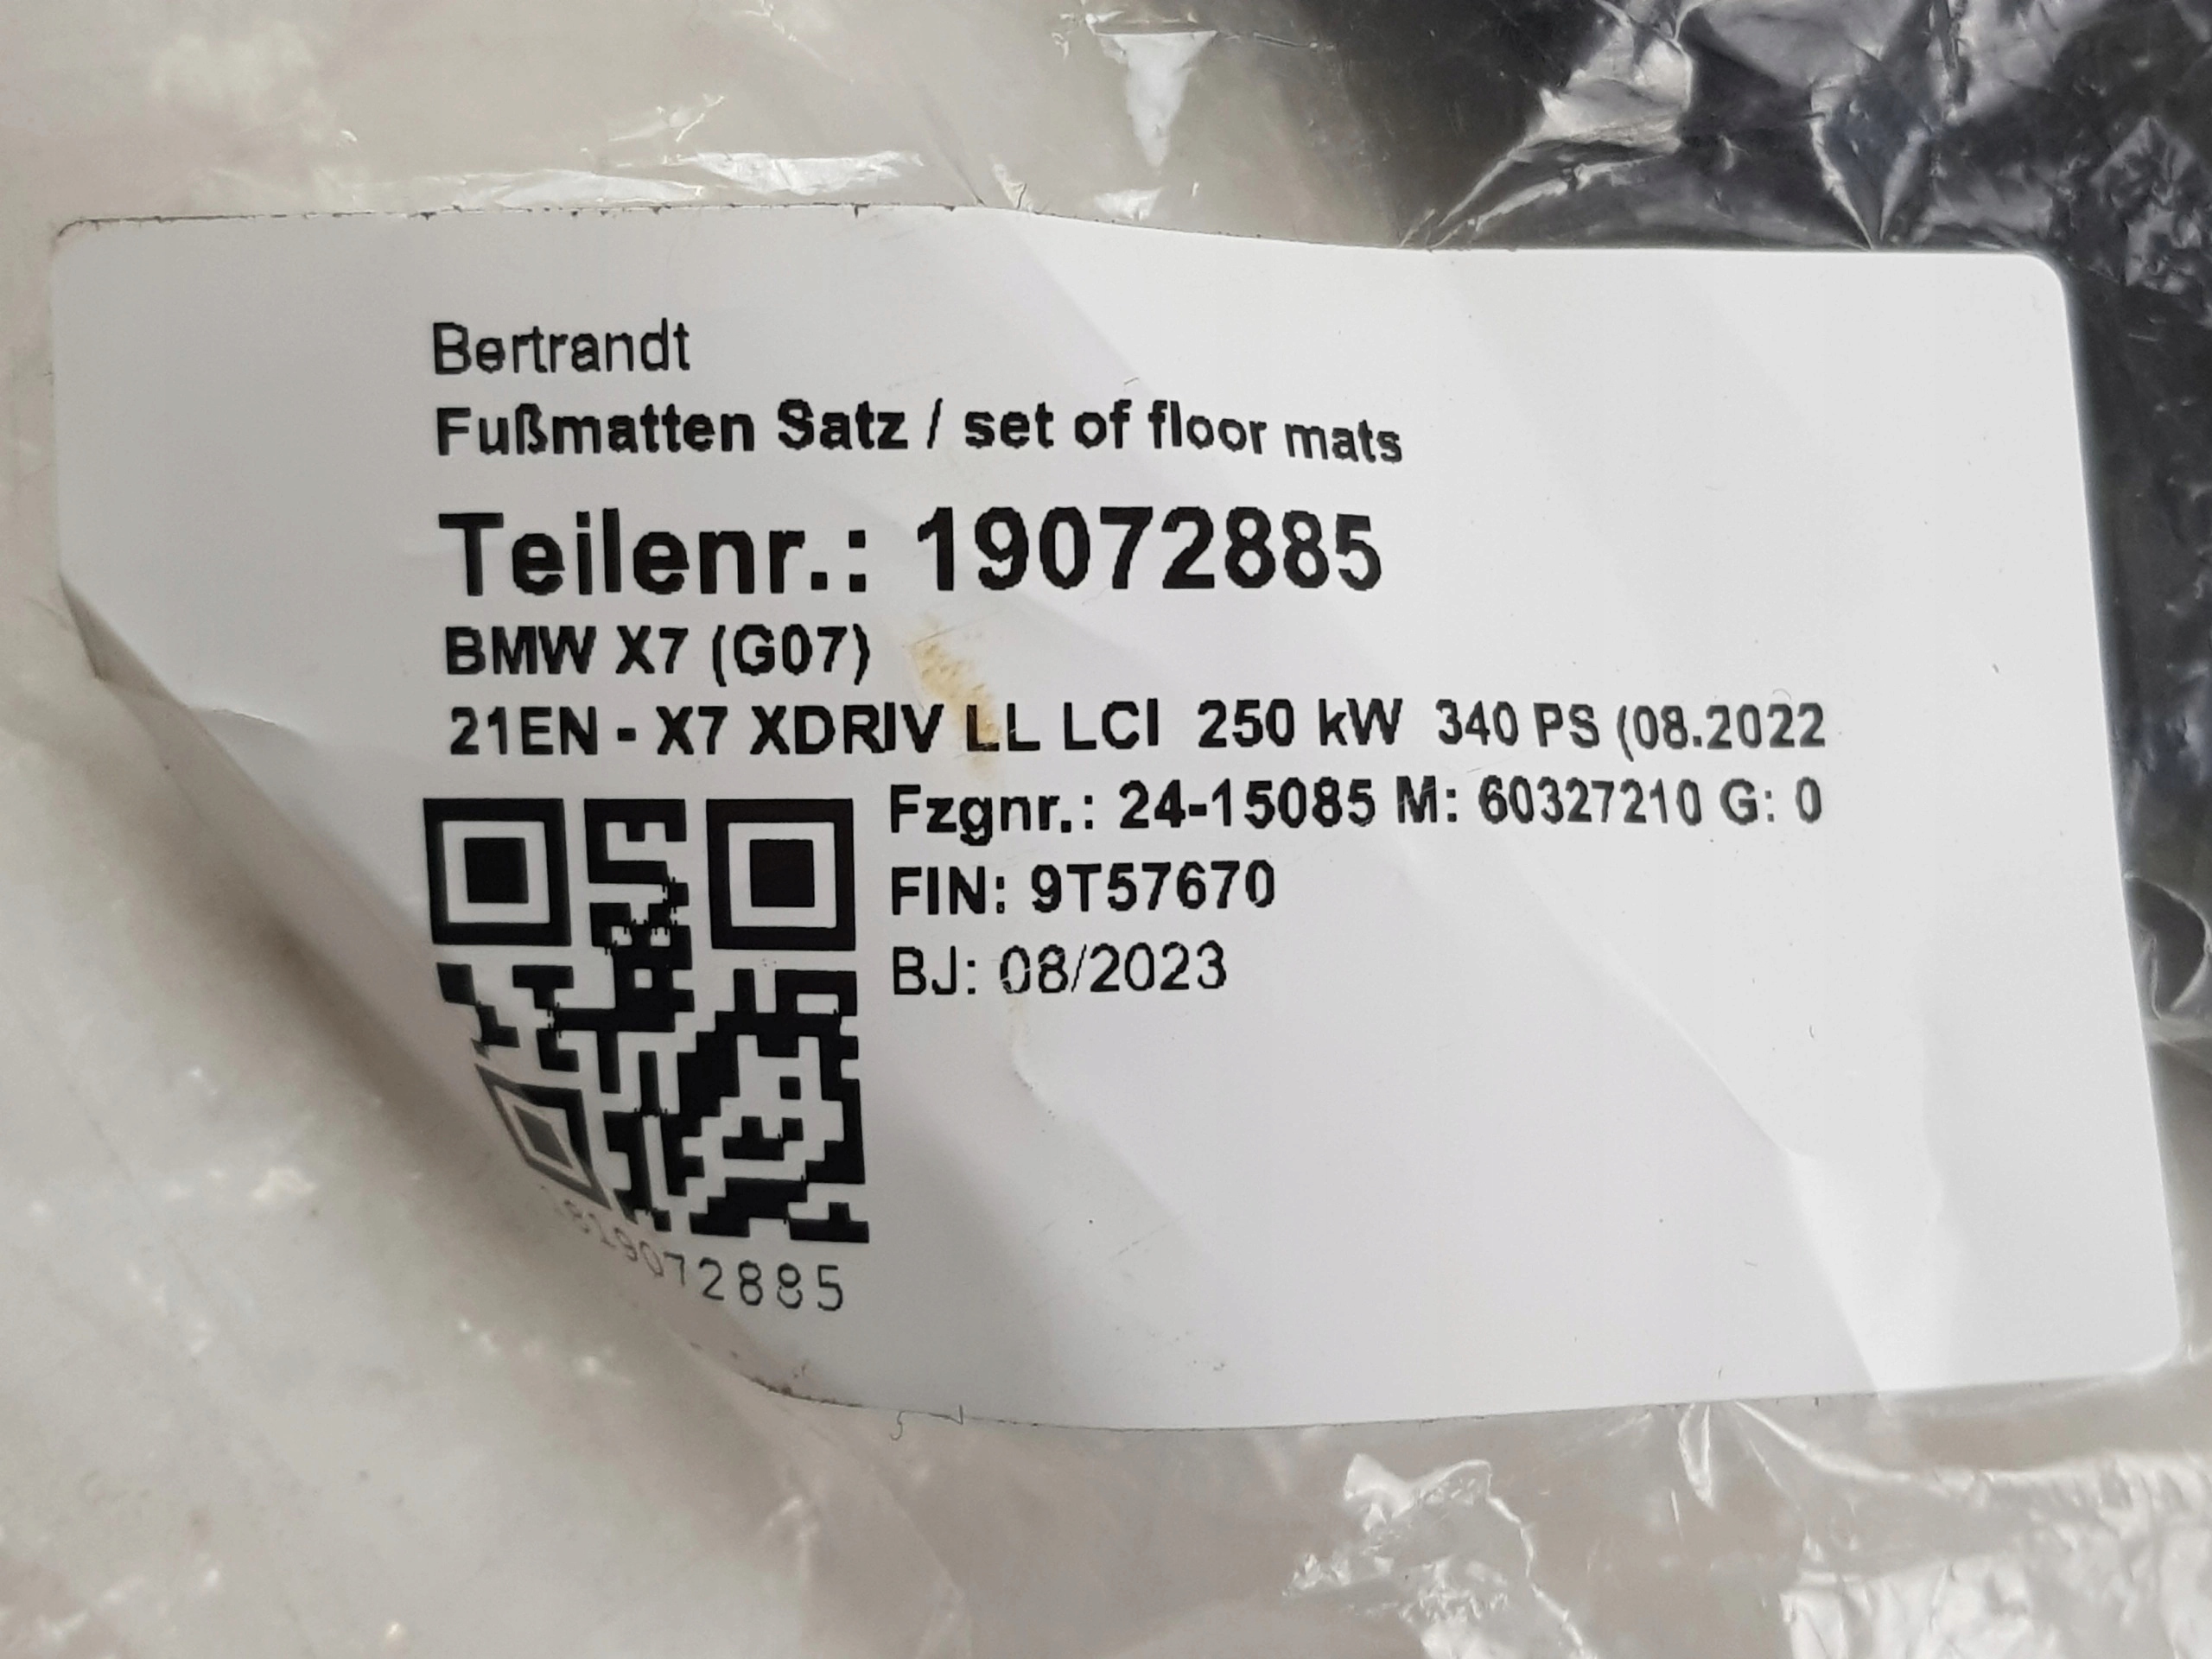 Bertrandt
Fußmatten Satz / set of floor mats
Teilenr.: 19072885
BMW X7 (G07)
21EN - X7 XDRIV LL LCI 250 kW 340 PS (08.2022
Fzgnr.: 24-15085 M: 60327210 G: 0
FIN: 9T57670
BJ: 08/2023